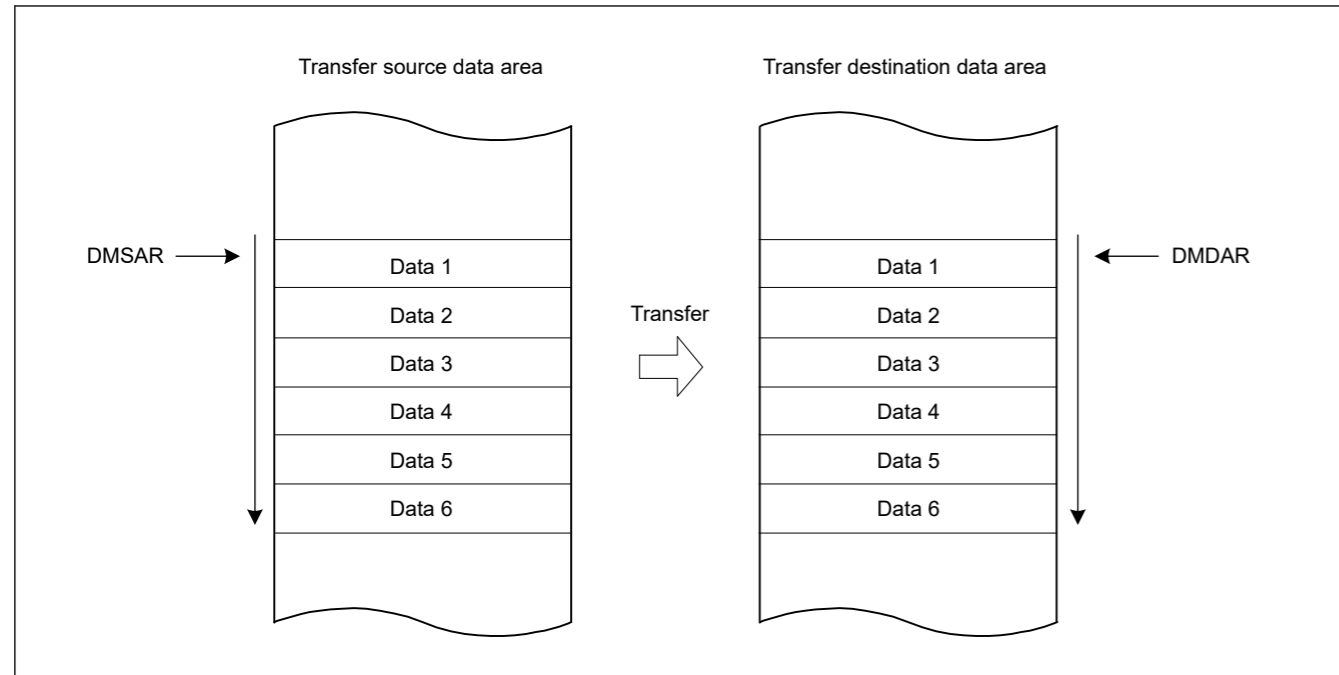 Transfer source data area
Transfer destination data area
DMSAR
Data 1
Data 1
DMDAR
Data 2
Data 2
Transfer
Data 3
Data 3
Data 4
Data 4
Data 5
Data 5
Data 6
Data 6